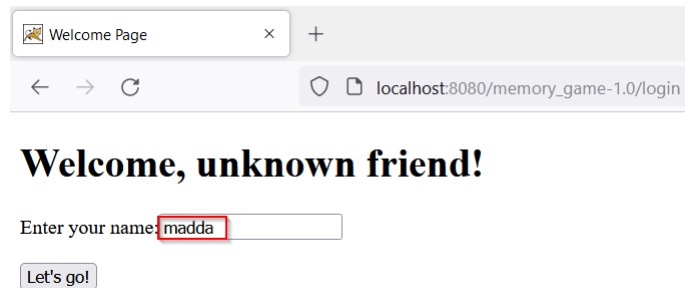 Welcome Page
localhost:8080/memory_game-1.0/login
Welcome, unknown friend!
Enter your name: madda
Let's go!